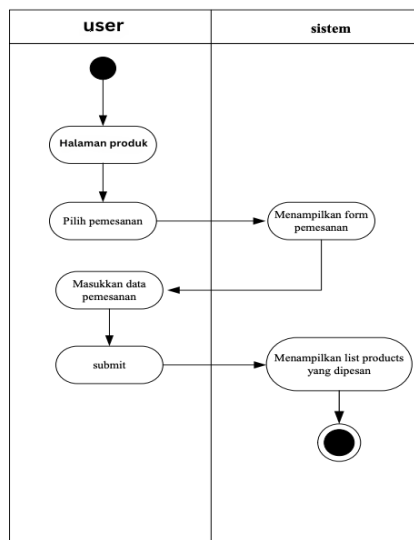 user
sistem
Halaman produk
Pilih pemesanan
Menampilkan form
pemesanan
Masukkan data
pemesanan
submit
Menampilkan list products
yang dipesan